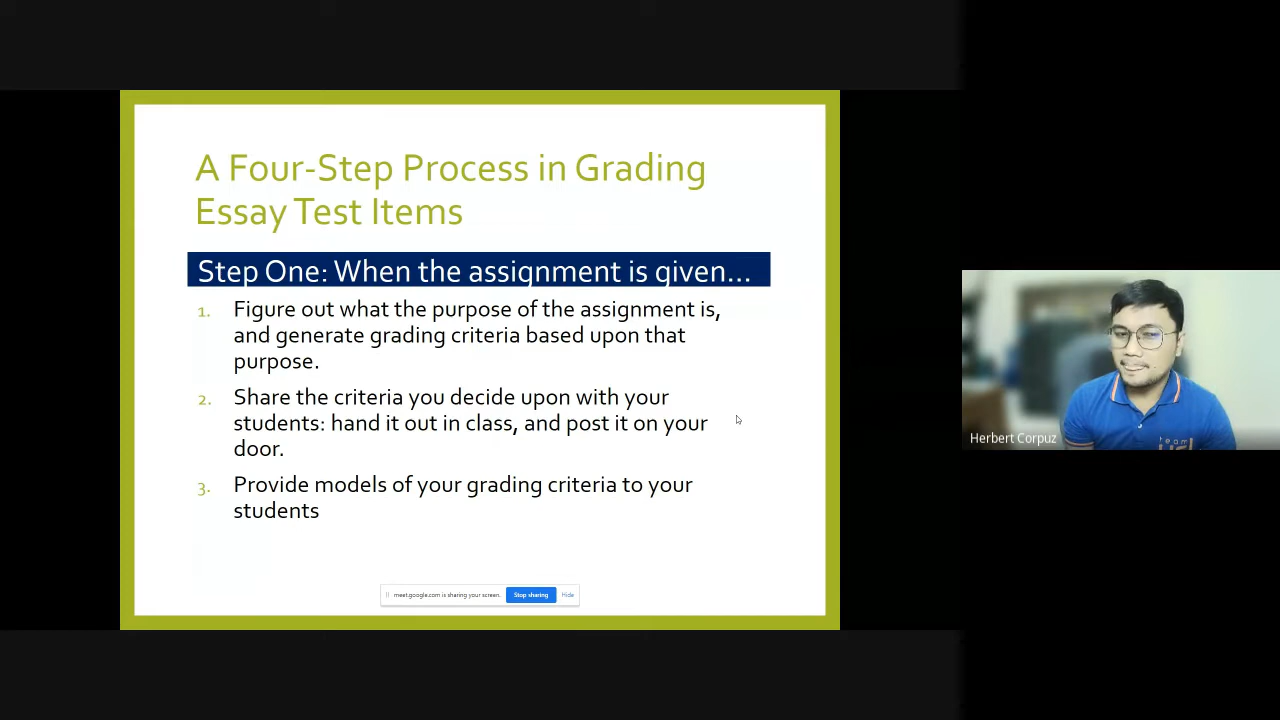 A Four-Step Process in Grading
Essay Test Items
Step One: When the assignment is given...
1. Figure out what the purpose of the assignment is,
and generate grading criteria based upon that
purpose.
2. Share the criteria you decide upon with your
students: hand it out in class, and post it on your
door.
3. Provide models of your grading criteria to your
students
meet.google.com is sharing your screen.
Stop sharing
Hide
Herbert Corpuz